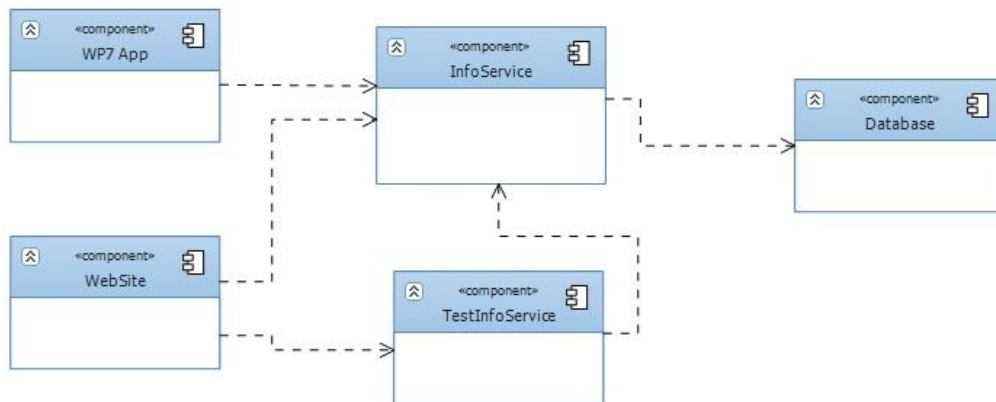 «component»
WP7 App
«component»
InfoService
«component»
Database
«component»
WebSite
«component»
TestInfoService